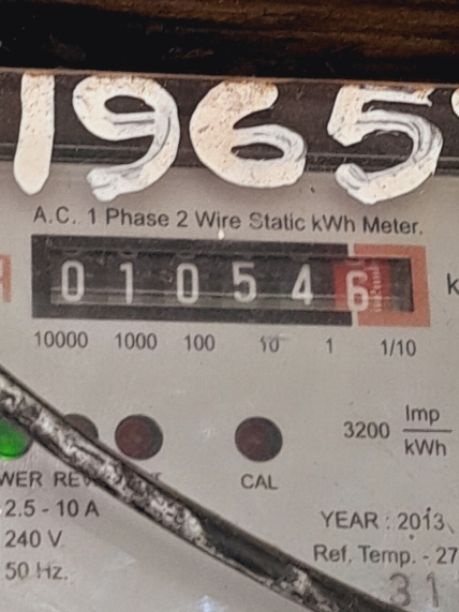 1965
A.C. 1 Phase 2 Wire Static kWh Meter.
0 1 0 5 4 6
10000 1000 100 10 1 1/10
3200 Imp
kWh
CAL
2.5 - 10 A
240 V
50 Hz.
YEAR : 2013
Ref. Temp. - 27
31